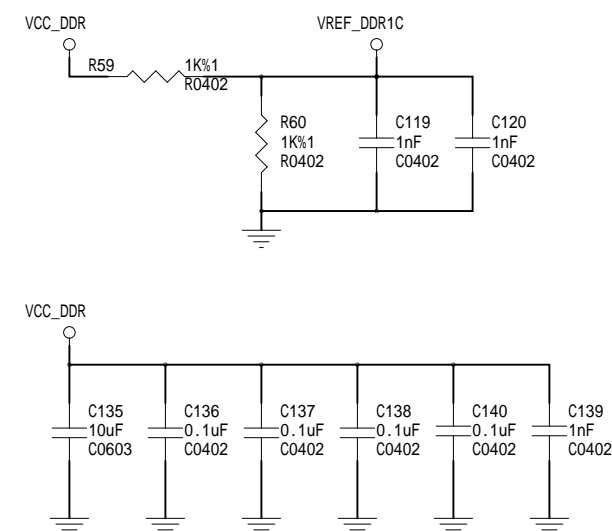 VCC_DDR
VREF_DDR1C
R59
1K%1
R0402
R60
1K%1
R0402
C119
1nF
C0402
C120
1nF
C0402
VCC_DDR
C135
10uF
C0603
C136
0.1uF
C0402
C137
0.1uF
C0402
C138
0.1uF
C0402
C140
0.1uF
C0402
C139
1nF
C0402